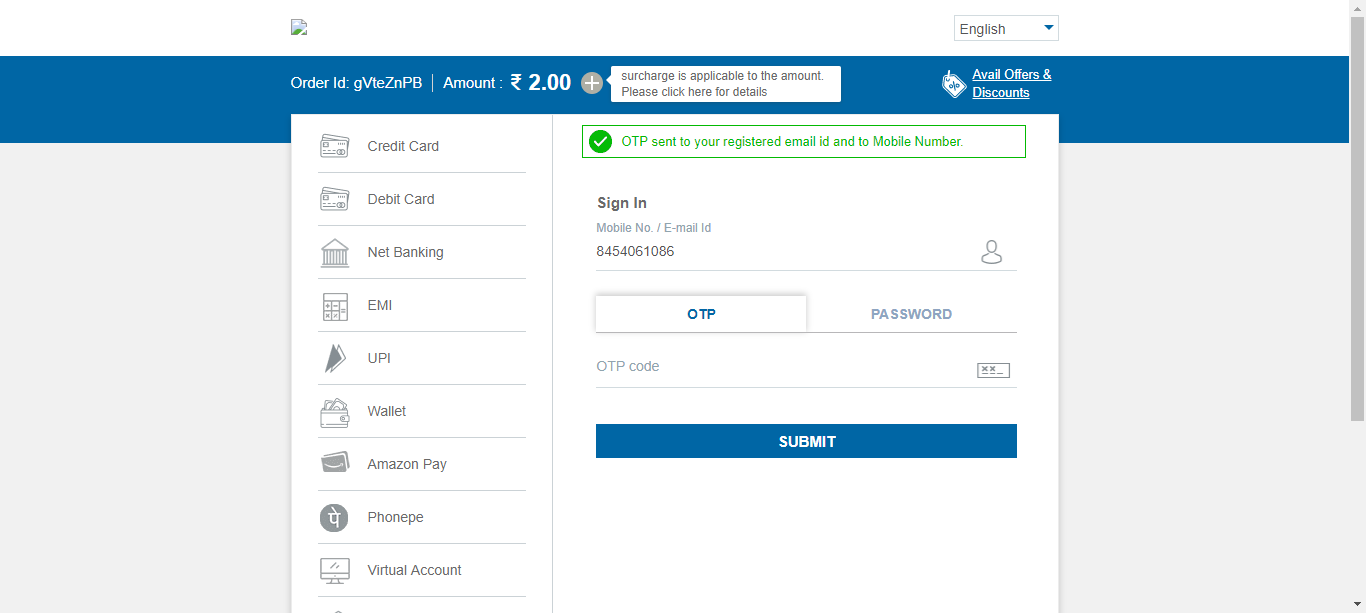 English
Order Id: gVteZnPB
Amount : ₹ 2.00
surcharge is applicable to the amount.
Please click here for details
Avail Offers &
Discounts
Credit Card
Debit Card
Net Banking
EMI
UPI
Wallet
Amazon Pay
Phonepe
Virtual Account
OTP sent to your registered email id and to Mobile Number.
Sign In
Mobile No. / E-mail Id
8454061086
OTP
PASSWORD
OTP code
SUBMIT